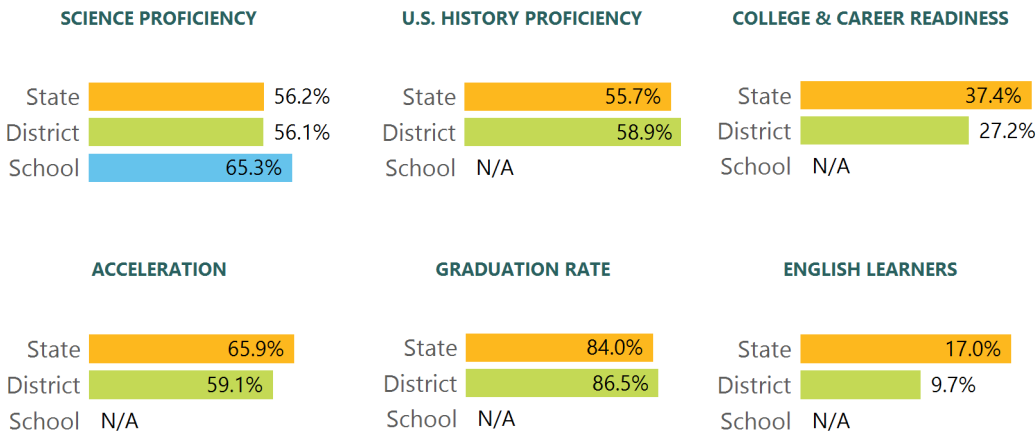 SCIENCE PROFICIENCY
State 56.2%
District 56.1%
School 65.3%
U.S. HISTORY PROFICIENCY
State 55.7%
District 58.9%
School N/A
COLLEGE & CAREER READINESS
State 37.4%
District 27.2%
School N/A
ACCELERATION
State 65.9%
District 59.1%
School N/A
GRADUATION RATE
State 84.0%
District 86.5%
School N/A
ENGLISH LEARNERS
State 17.0%
District 9.7%
School N/A